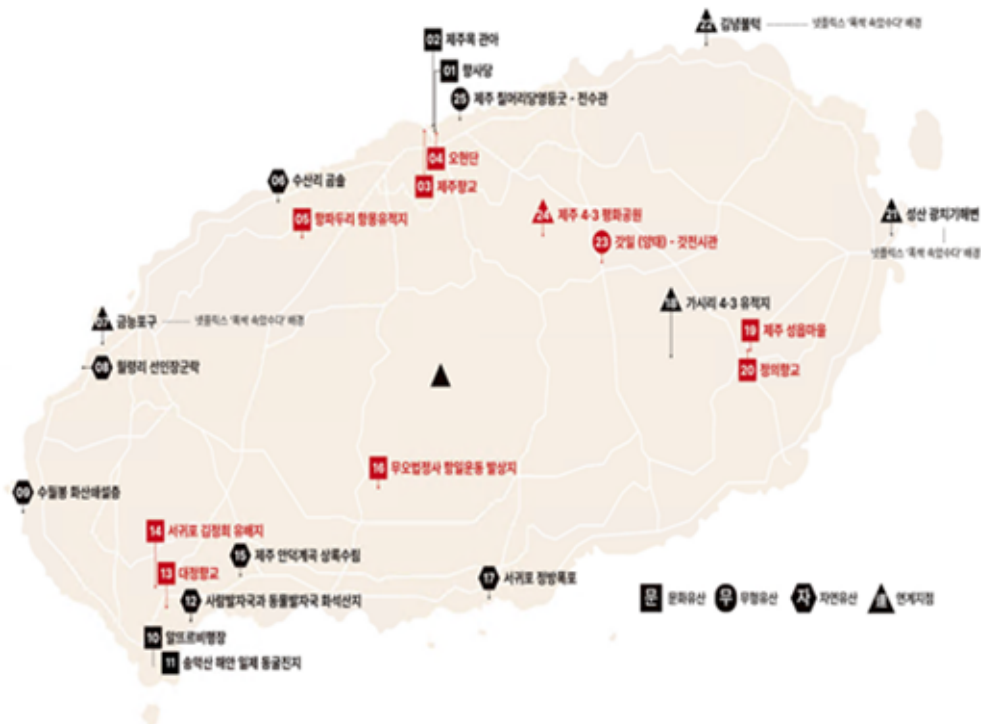 22 김녕불턱 넷플릭스 '폭싹 속았수다' 배경
02 제주목 관아
01 향사당
25 제주 칠머리당영등굿 - 전수관
04 오현단
03 제주향교
06 수산리 곰솔
05 항파두리 항몽유적지
24 제주 4·3 평화공원
23 갓일 (양태) - 갓전시관
21 성산 광치기해변
넷플릭스 '폭싹 속았수다' 배경
07 금능포구 넷플릭스 '폭싹 속았수다' 배경
18 가시리 4·3 유적지
19 제주 성읍마을
08 월령리 선인장군락
20 정의향교
16 무오법정사 항일운동 발상지
09 수월봉 화산쇄설층
14 서귀포 김정희 유배지
15 제주 안덕계곡 상록수림
13 대정향교
17 서귀포 정방폭포
12 사람발자국과 동물발자국 화석산지
문 문화유산 무 무형유산 자 자연유산 연계지점
10 알뜨르비행장
11 송악산 해안 일제 동굴진지